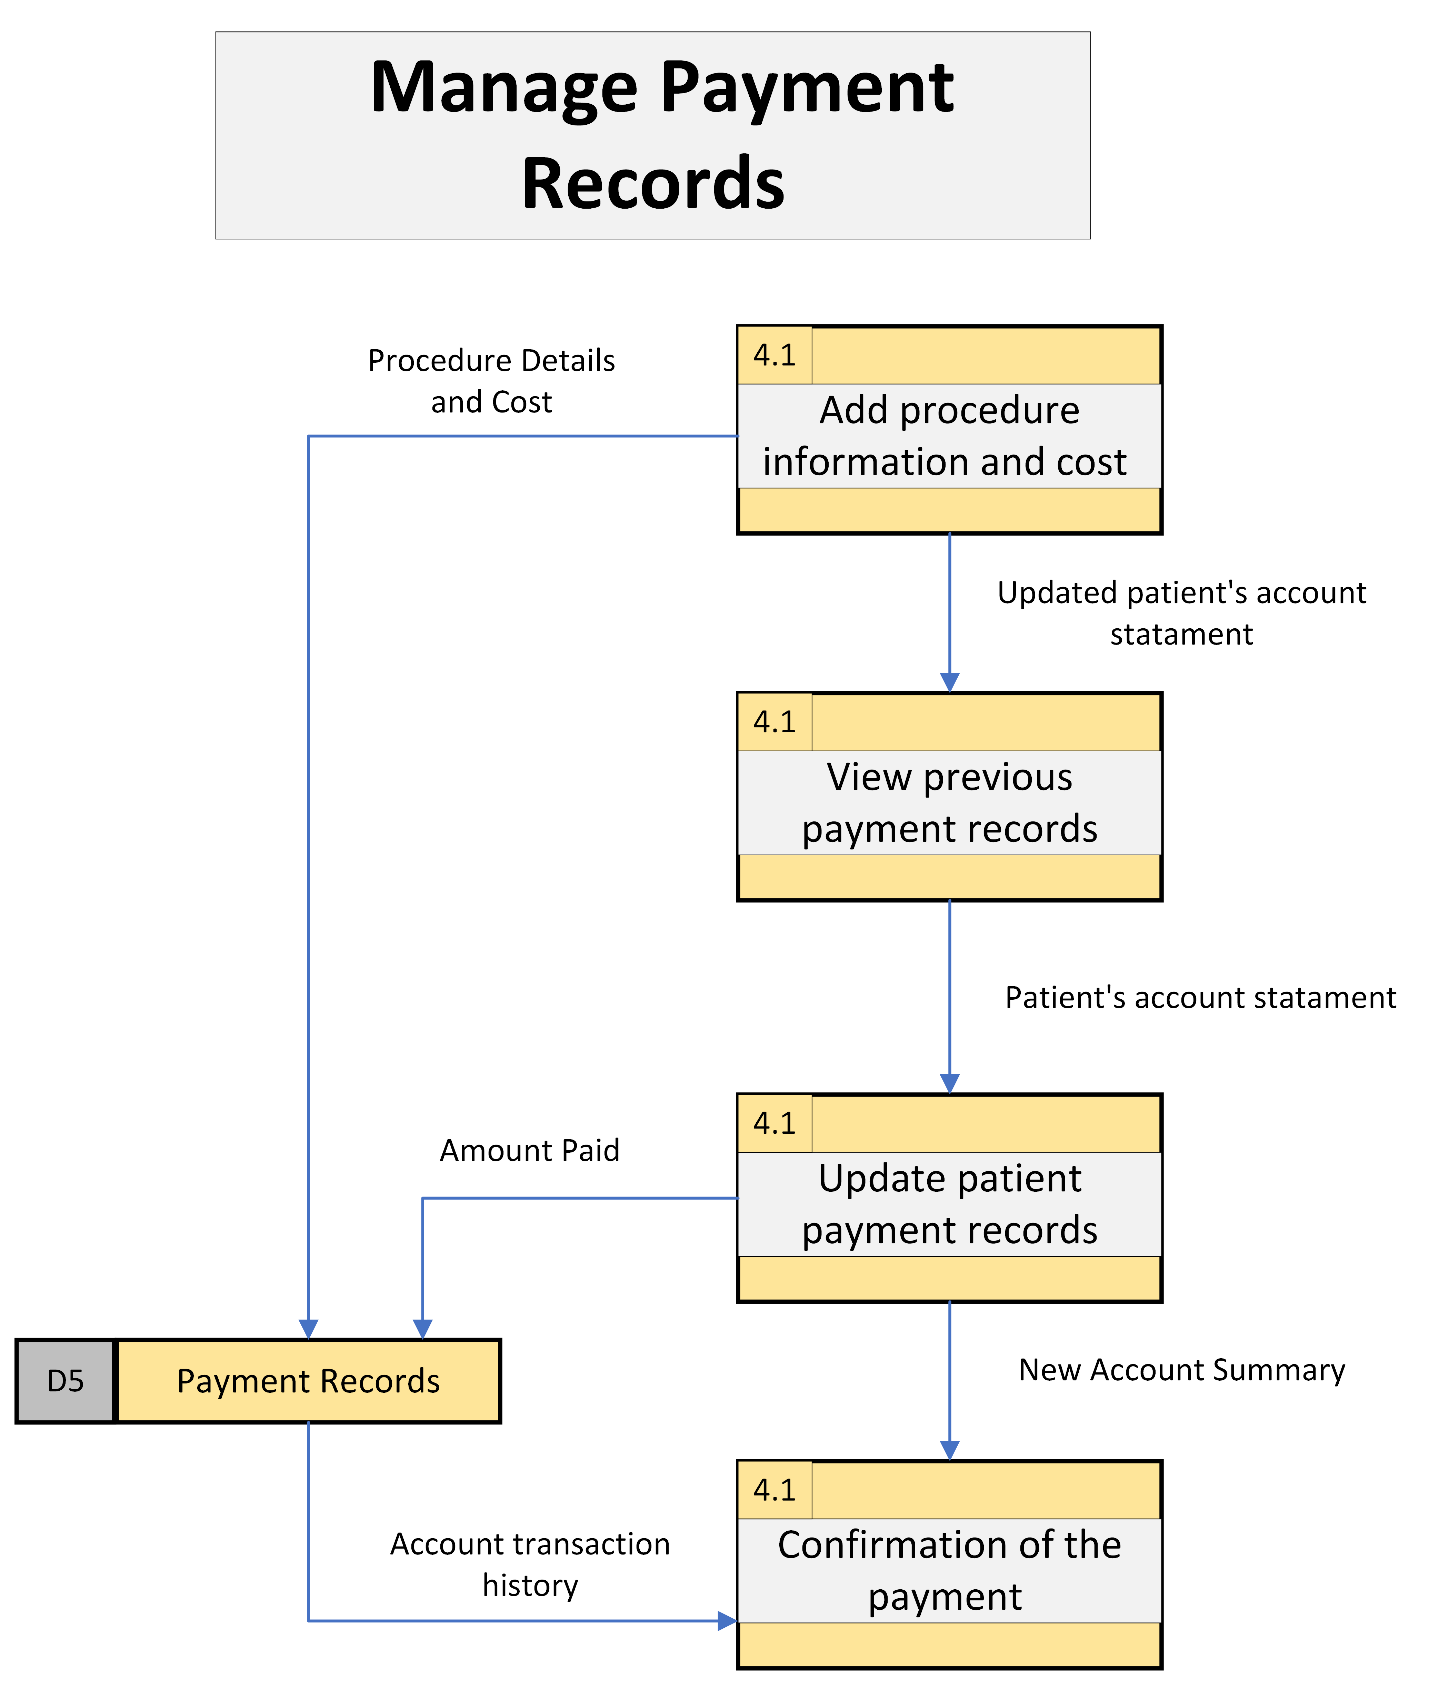 Manage Payment
Records
Procedure Details
and Cost
4.1
Add procedure
information and cost
Updated patient's account
statament
4.1
View previous
payment records
Patient's account statament
4.1
Update patient
payment records
Amount Paid
D5
Payment Records
New Account Summary
4.1
Confirmation of the
payment
Account transaction
history